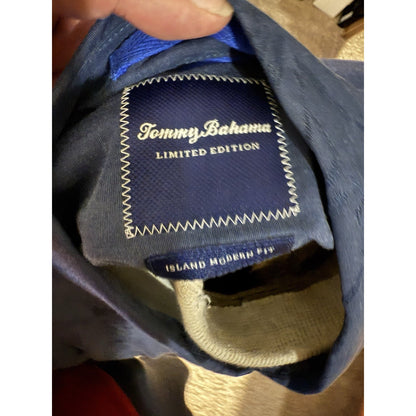 Tommy Bahama
LIMITED EDITION
ISLAND MODERN FIT